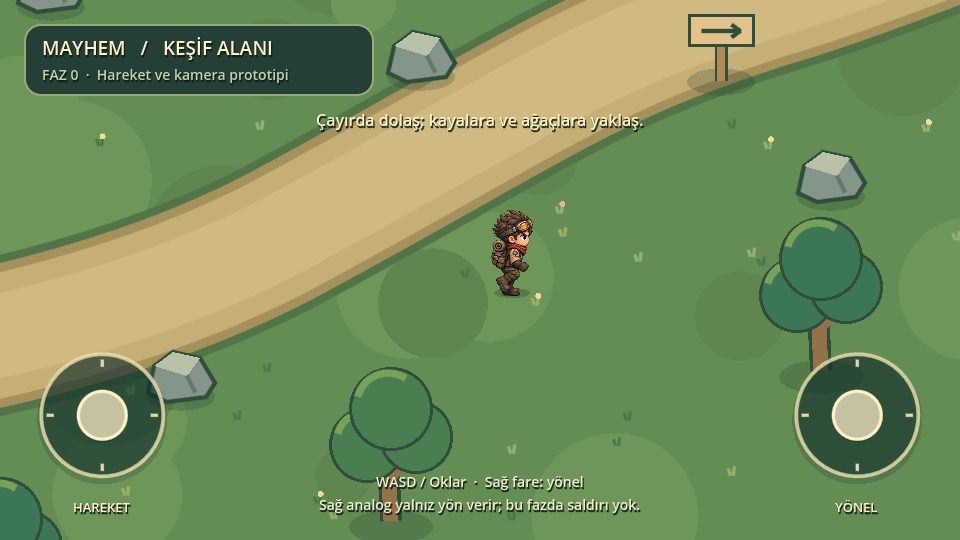 MAYHEM / KEŞİF ALANI
FAZ 0 · Hareket ve kamera prototipi
Çayırda dolaş; kayalara ve ağaçlara yaklaş.
WASD / Oklar · Sağ fare: yönel
Sağ analog yalnız yön verir; bu fazda saldırı yok.
HAREKET
YÖNEL